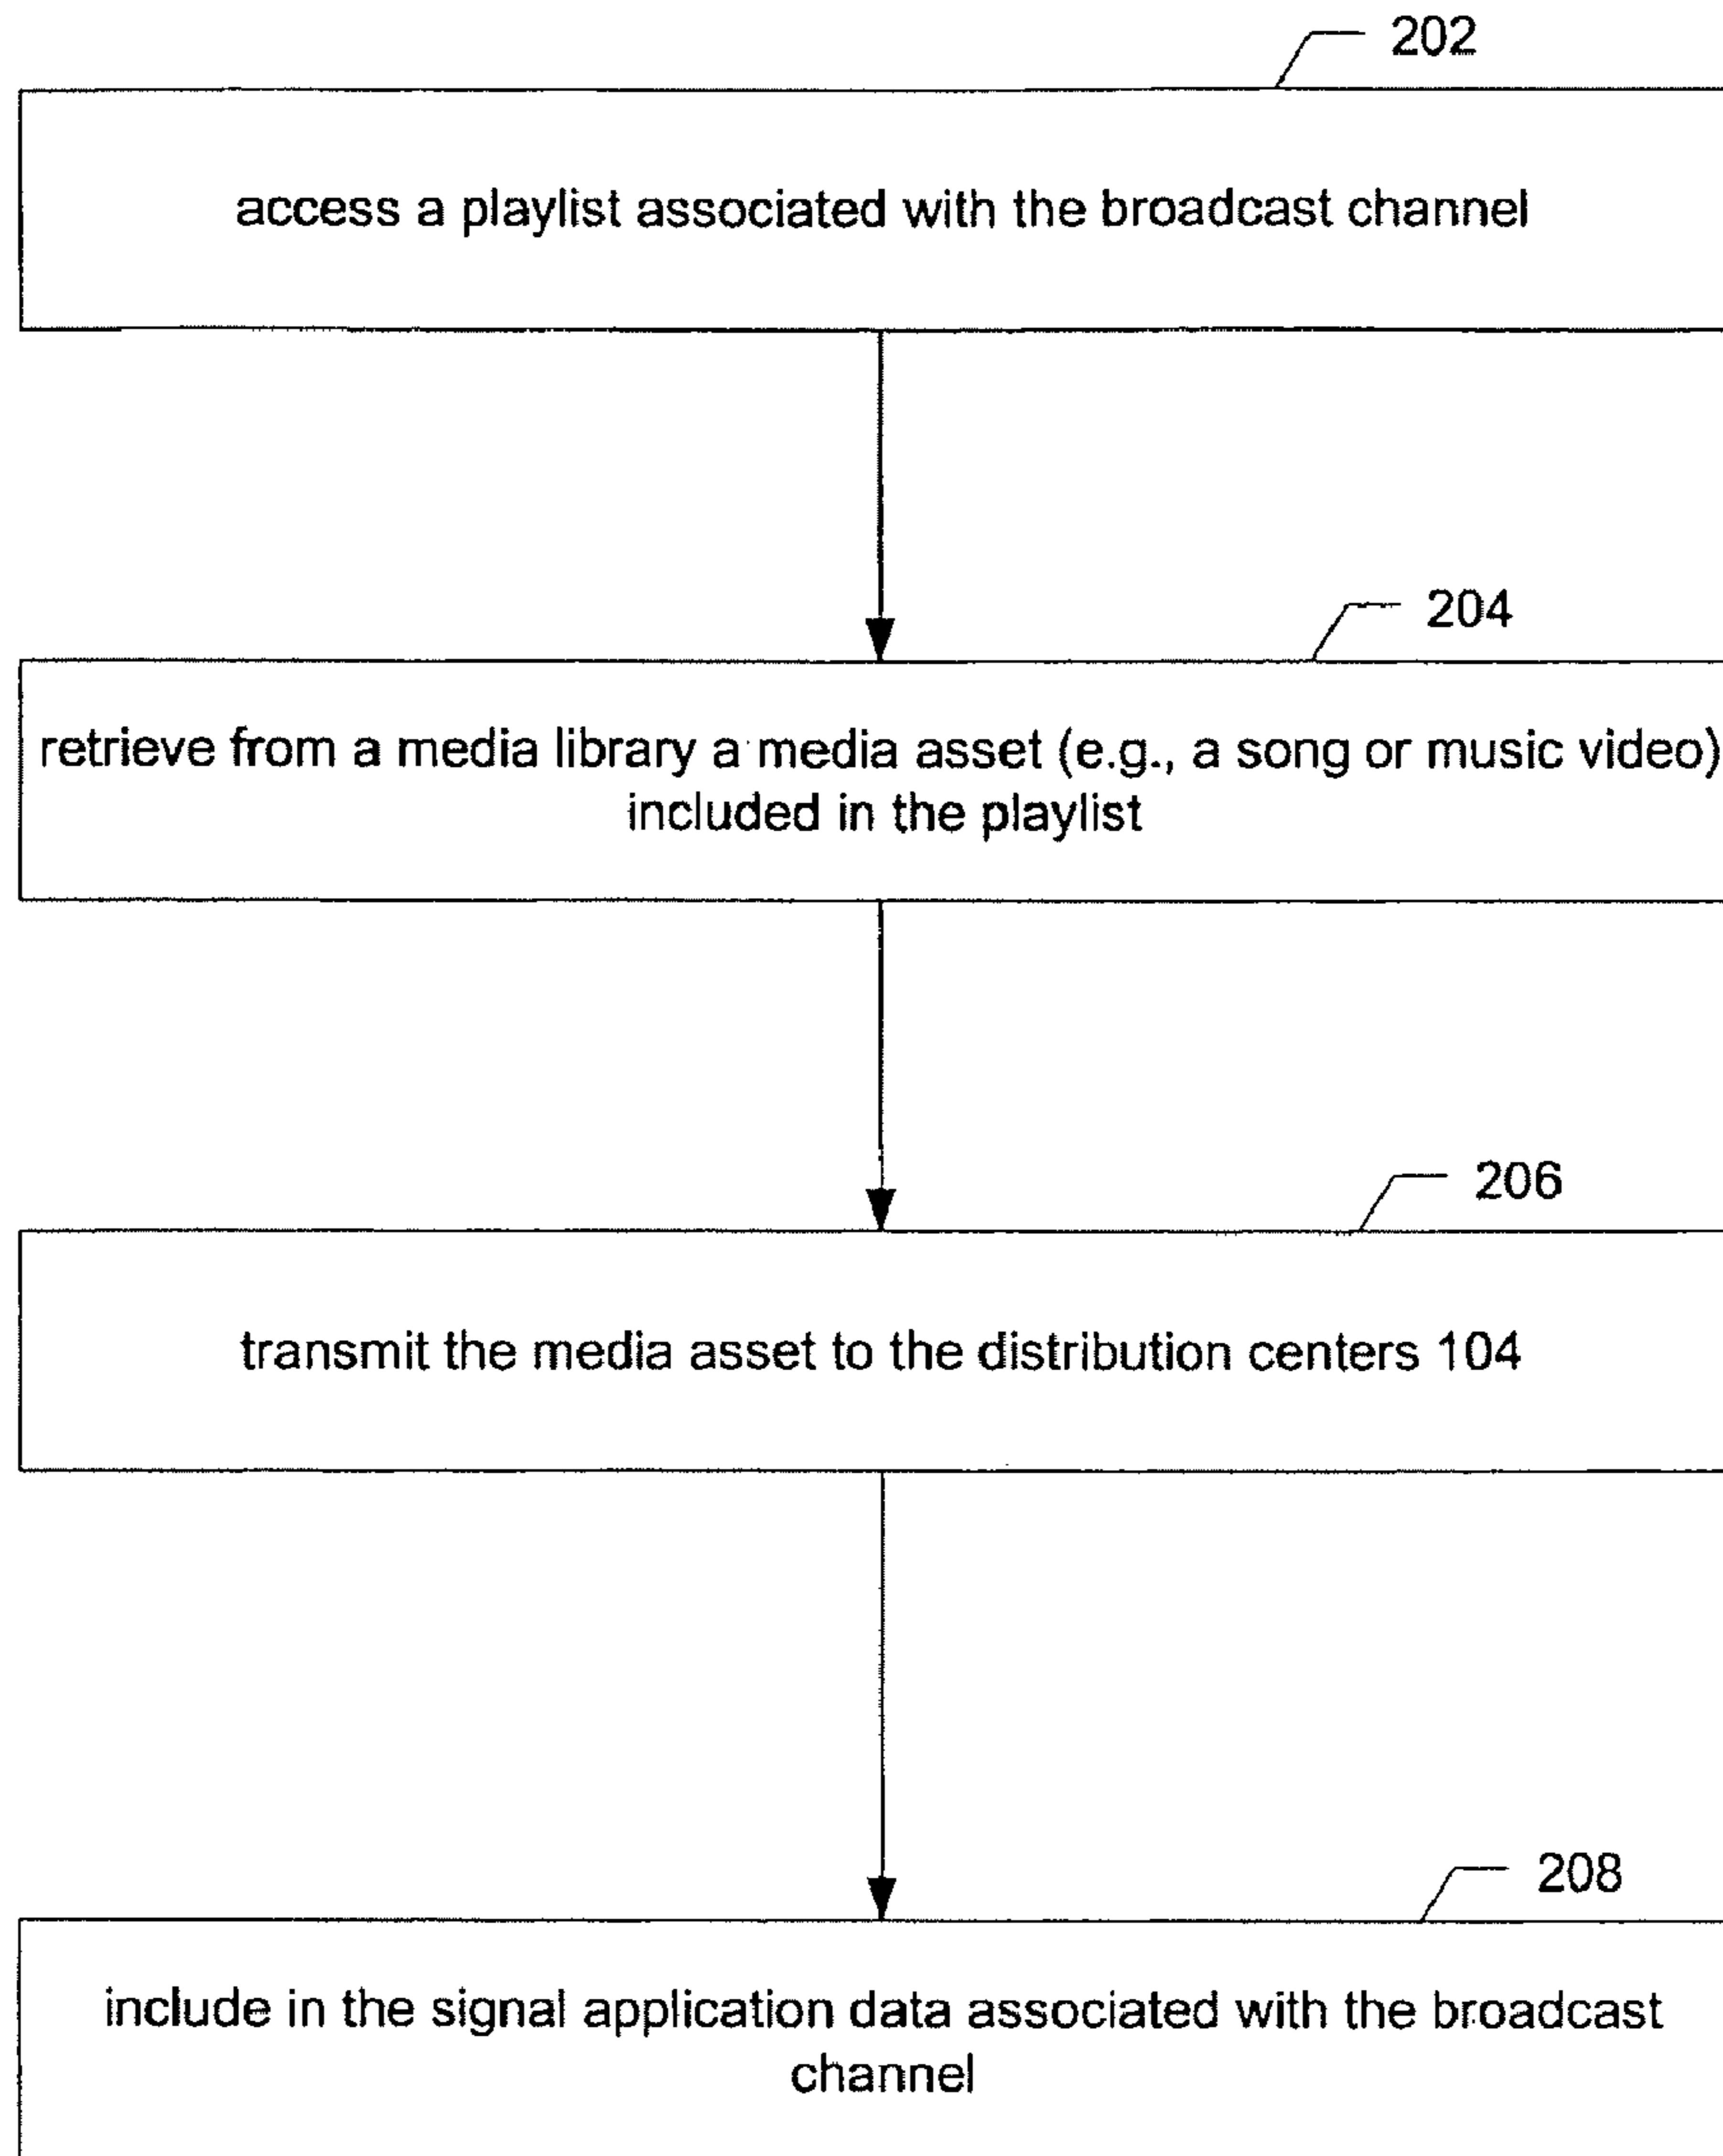 202
access a playlist associated with the broadcast channel
204
retrieve from a media library a media asset (e.g., a song or music video)
included in the playlist
206
transmit the media asset to the distribution centers 104
208
include in the signal application data associated with the broadcast
channel